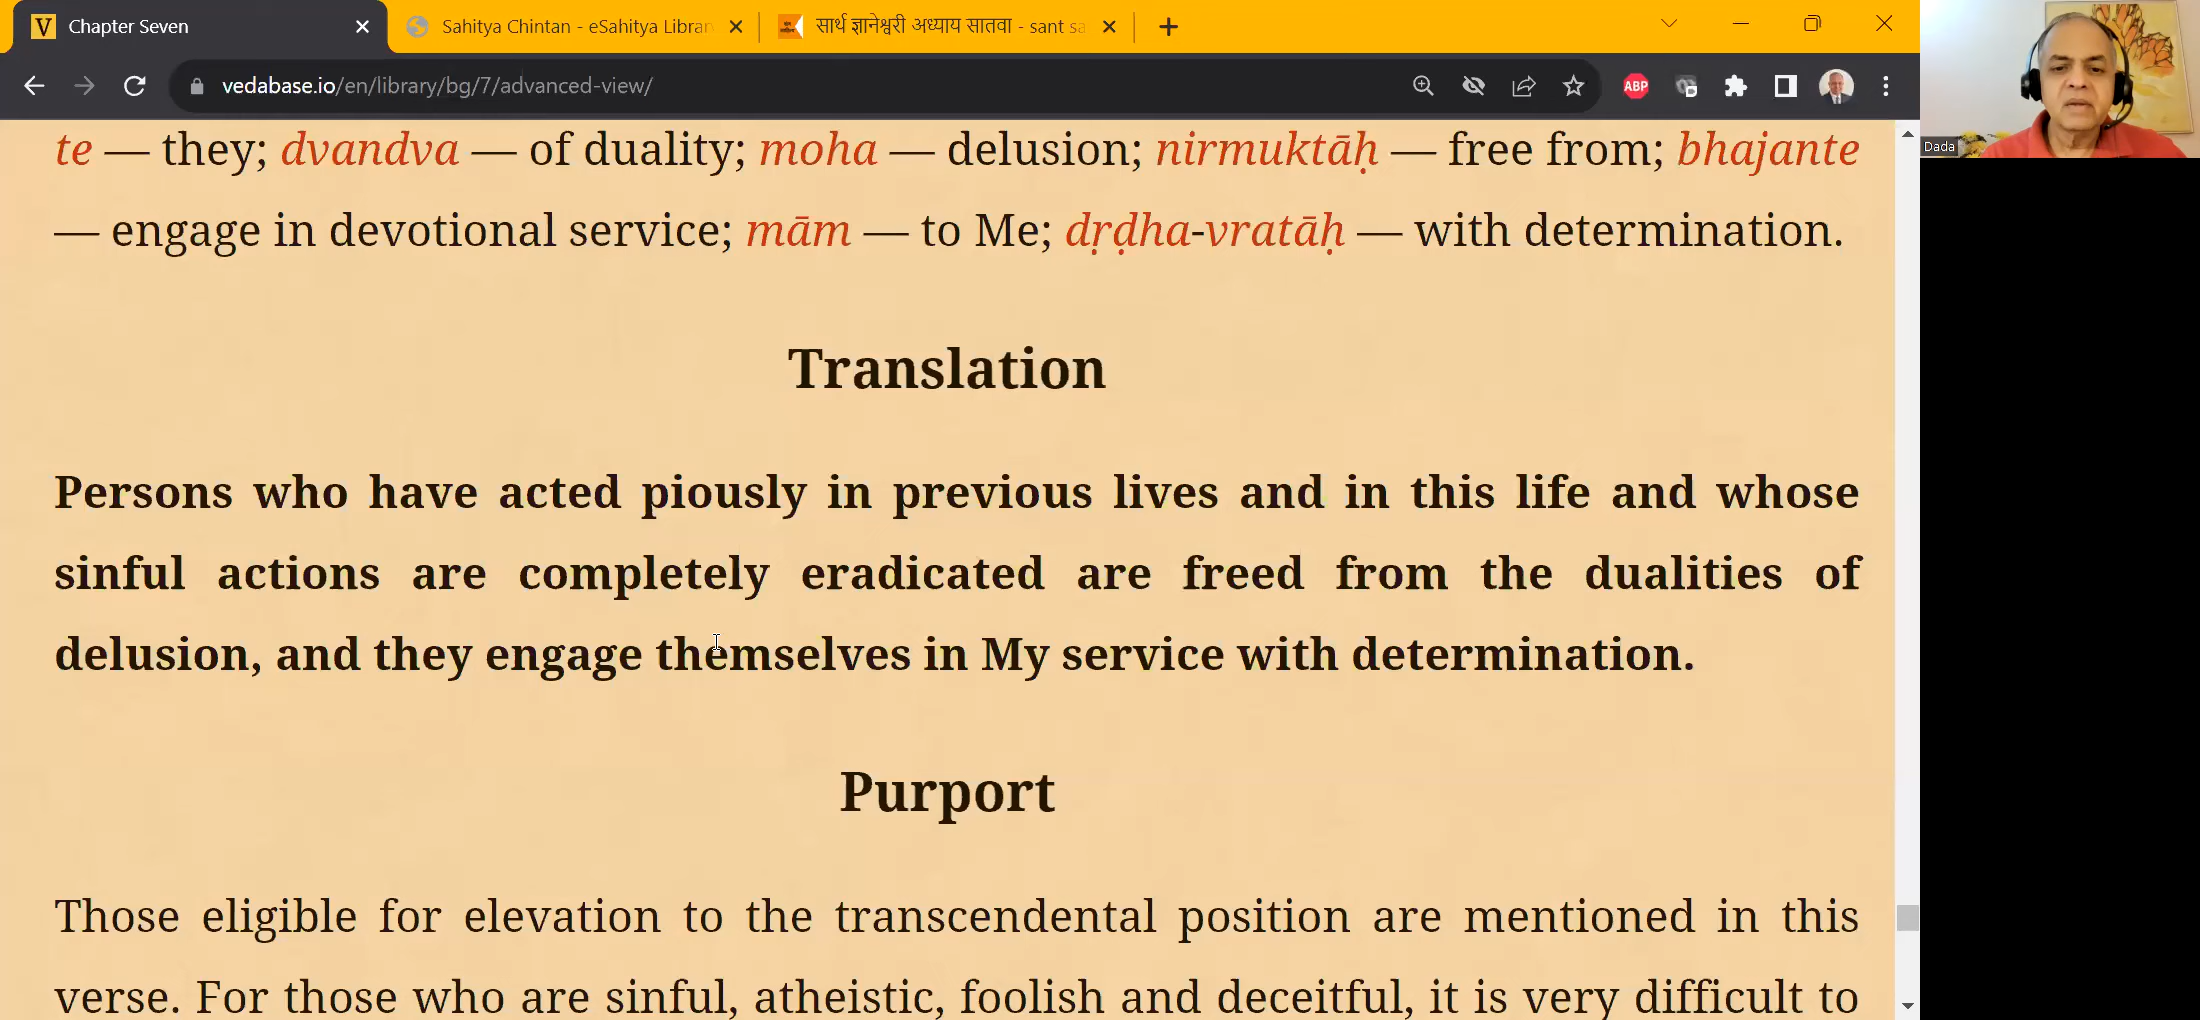 Chapter Seven
Sahitya Chintan - eSahitya Librar
सार्थ ज्ञानेश्वरी अध्याय सातवा - sant sa
vedabase.io/en/library/bg/7/advanced-view/
ABP
Dada
te — they; dvandva — of duality; moha — delusion; nirmuktāḥ — free from; bhajante
— engage in devotional service; mām — to Me; dṛḍha-vratāḥ — with determination.
Translation
Persons who have acted piously in previous lives and in this life and whose
sinful actions are completely eradicated are freed from the dualities of
delusion, and they engage themselves in My service with determination.
Purport
Those eligible for elevation to the transcendental position are mentioned in this
verse. For those who are sinful, atheistic, foolish and deceitful, it is very difficult to